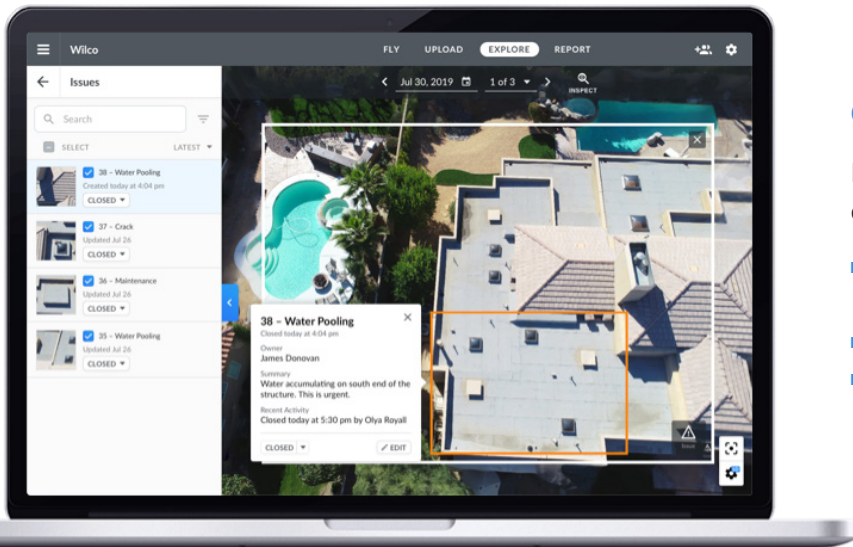 Wilco
FLY UPLOAD EXPLORE REPORT
Issues
Jul 30, 2019 1 of 3
INSPECT
Search
SELECT LATEST
38 – Water Pooling
Created today at 4:04 pm
CLOSED
37 – Crack
Updated Jul 26
CLOSED
36 – Maintenance
Updated Jul 26
CLOSED
35 – Water Pooling
Updated Jul 26
CLOSED
38 – Water Pooling
Closed today at 4:04 pm
Owner
James Donovan
Summary
Water accumulating on south end of the
structure. This is urgent.
Recent Activity
Closed today at 5:30 pm by Olya Royall
CLOSED EDIT
Issue